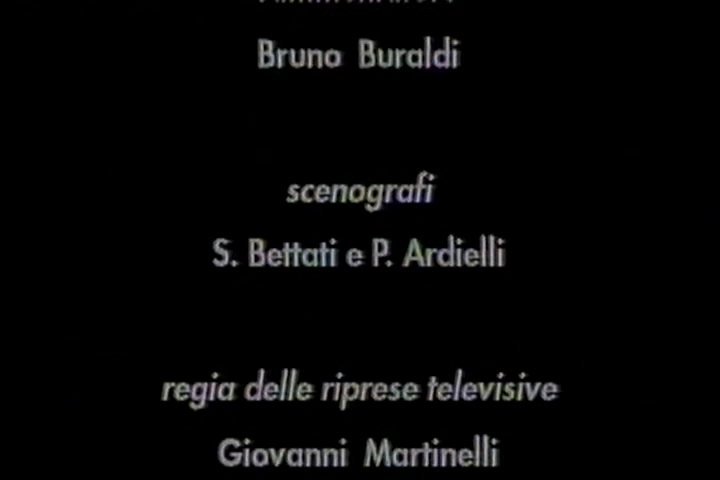 Bruno Buraldi
scenografi
S. Bettati e P. Ardielli
regia delle riprese televisive
Giovanni Martinelli